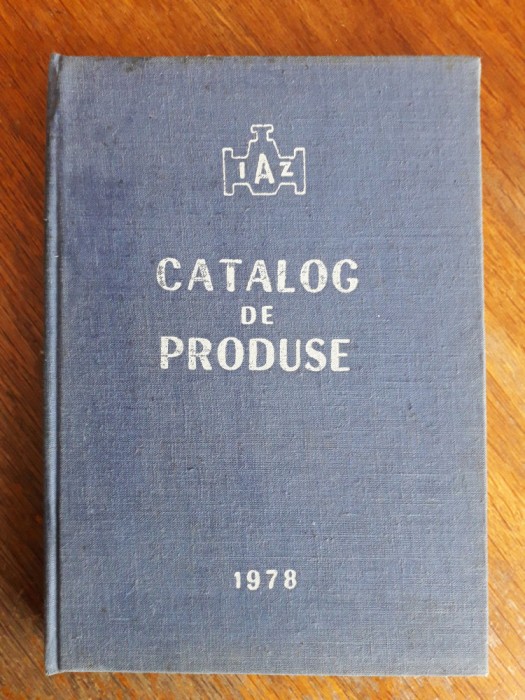 IAZ
CATALOG
DE
PRODUSE
1978